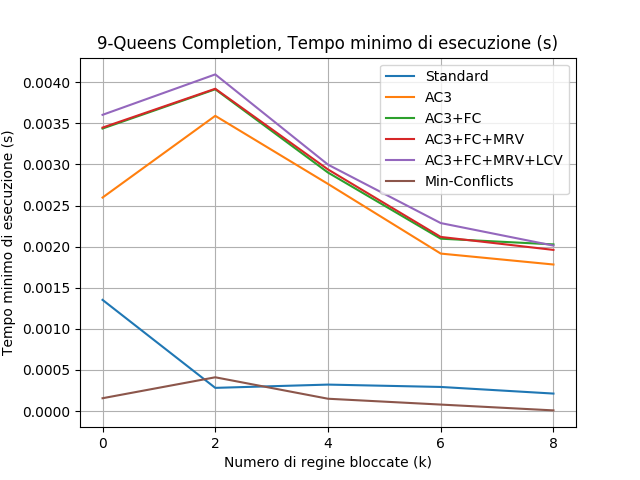 9-Queens Completion, Tempo minimo di esecuzione (s)
Tempo minimo di esecuzione (s)
0.0040
0.0035
0.0030
0.0025
0.0020
0.0015
0.0010
0.0005
0.0000
Standard
AC3
AC3+FC
AC3+FC+MRV
AC3+FC+MRV+LCV
Min-Conflicts
0 2 4 6 8
Numero di regine bloccate (k)